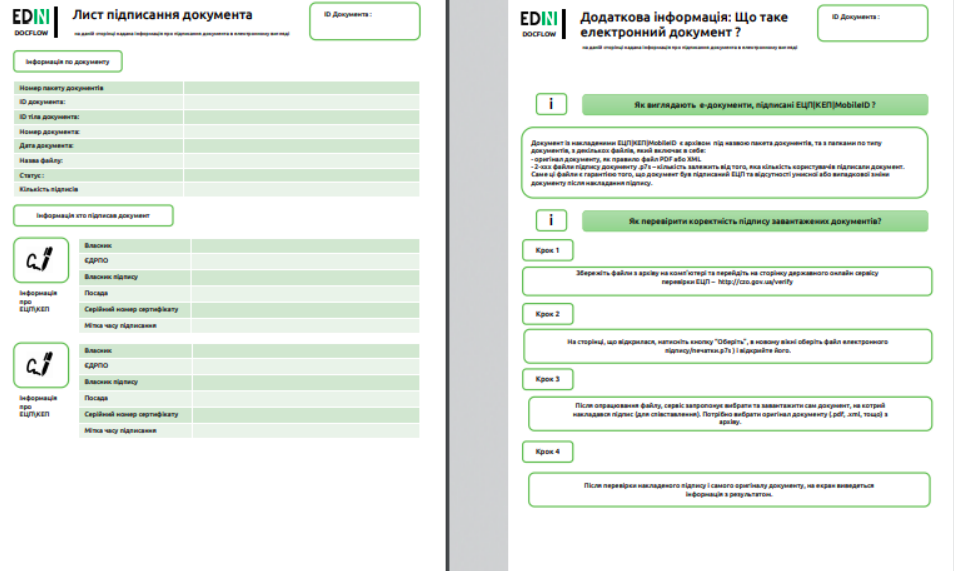 EDIN
DOCFLOW
Лист підписання документа
на даній сторінці надана інформація про підписання документа в електронному вигляді
ID Документа :
Інформація по документу
Номер пакету документів
ID документа:
ID тіла документа:
Номер документа:
Дата документа:
Назва файлу:
Статус :
Кількість підписів
Інформація хто підписав документ
Інформація
про
ЕЦП\КЕП
Власник
ЄДРПО
Власник підпису
Посада
Серійний номер сертифікату
Мітка часу підписання
Інформація
про
ЕЦП\КЕП
Власник
ЄДРПО
Власник підпису
Посада
Серійний номер сертифікату
Мітка часу підписання
EDIN
DOCFLOW
Додаткова інформація: Що таке
електронний документ ?
на даній сторінці надана інформація про підписання документа в електронному вигляді
ID Документа :
i
Як виглядають е-документи, підписані ЕЦП|КЕП|MobileID ?
Документ із накладеними ЕЦП|КЕП|MobileID є архівом під назвою пакета документів, та з папками по типу
документів, з декількох файлів, який включає в себе:
- оригінал документу, як правило файл PDF або XML
- 2-xxx файли підпису документу .p7s – кількість залежить від того, яка кількість користувачів підписали документ.
Саме ці файли є гарантією того, що документ був підписаний ЕЦП та відсутності умисної або випадкової зміни
документу після накладання підпису.
i
Як перевірити коректність підпису завантажених документів?
Крок 1
Збережіть файли з архіву на комп'ютері та перейдіть на сторінку державного онлайн сервісу
перевірки ЕЦП – http://czo.gov.ua/verify
Крок 2
На сторінці, що відкрилася, натисніть кнопку "Оберіть", в новому вікні оберіть файл електронного
підпису/печатки.p7s ) і відкрийте його.
Крок 3
Після опрацювання файлу, сервіс запропонує вибрати та завантажити сам документ, на котрий
накладався підпис (для співставлення). Потрібно вибрати оригінал документу (.pdf, .xml, тощо) з
архіву.
Крок 4
Після перевірки накладеного підпису і самого оригіналу документу, на екран виведеться
інформація з результатом.